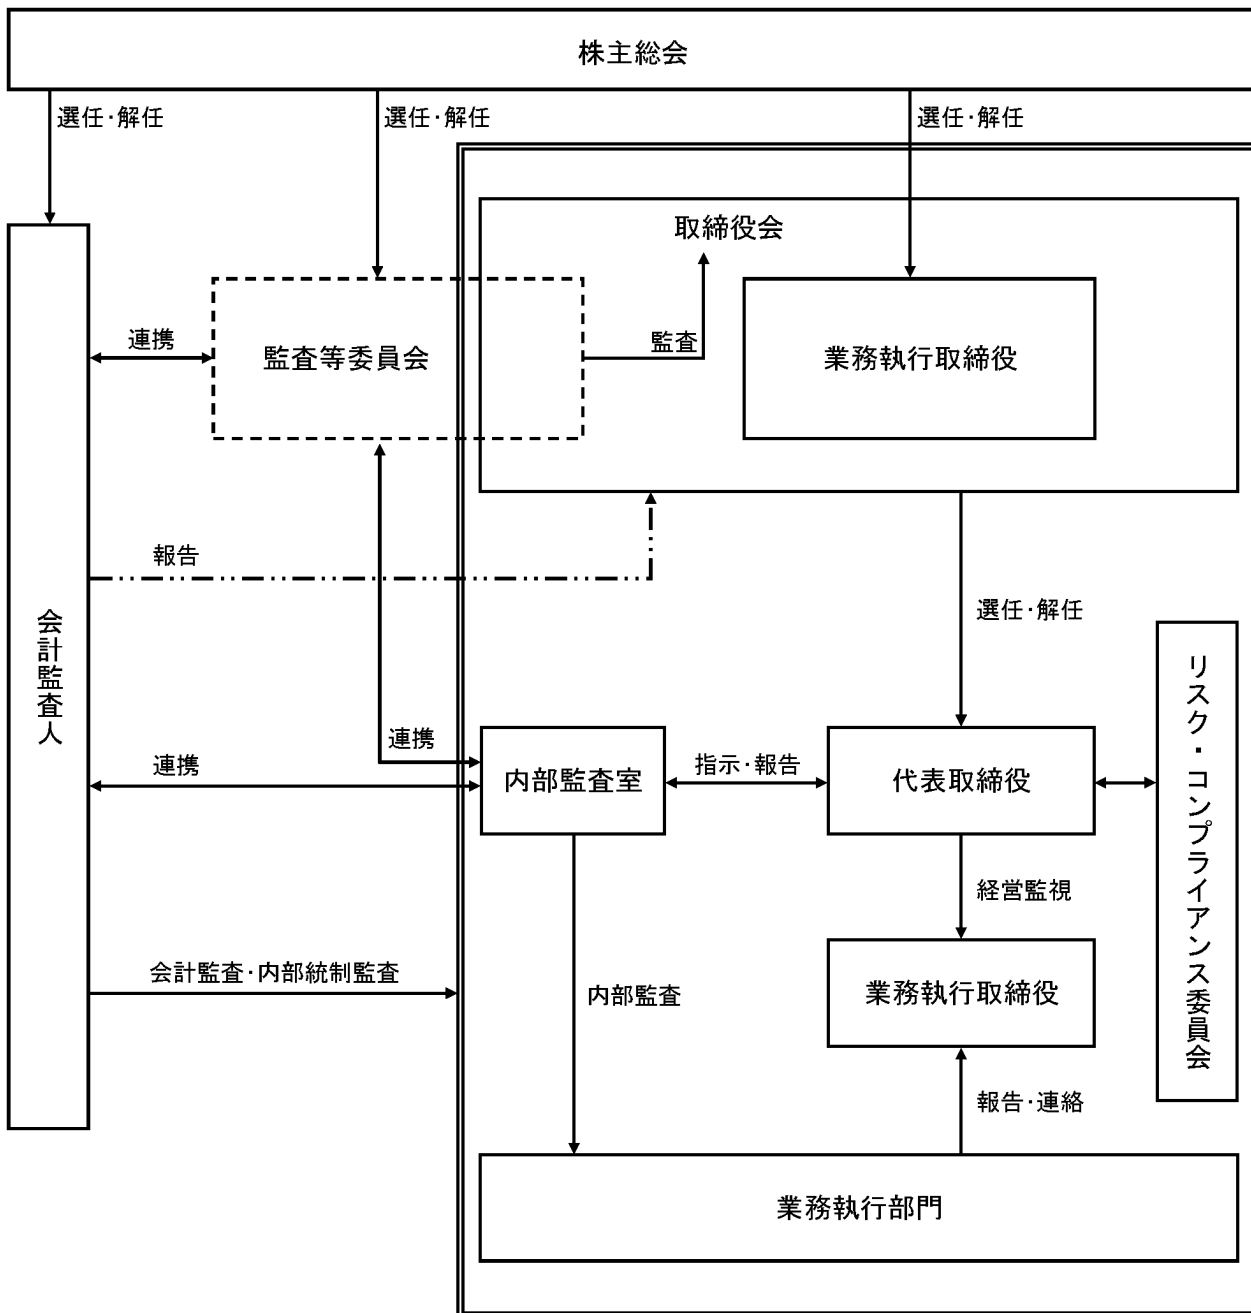 株主総会
選任・解任
選任・解任
選任・解任
取締役会
連携
監査等委員会
監査
業務執行取締役
報告
選任・解任
会計監査人
リスク・コンプライアンス委員会
連携
連携
内部監査室
指示・報告
代表取締役
経営監視
会計監査・内部統制監査
内部監査
業務執行取締役
報告・連絡
業務執行部門